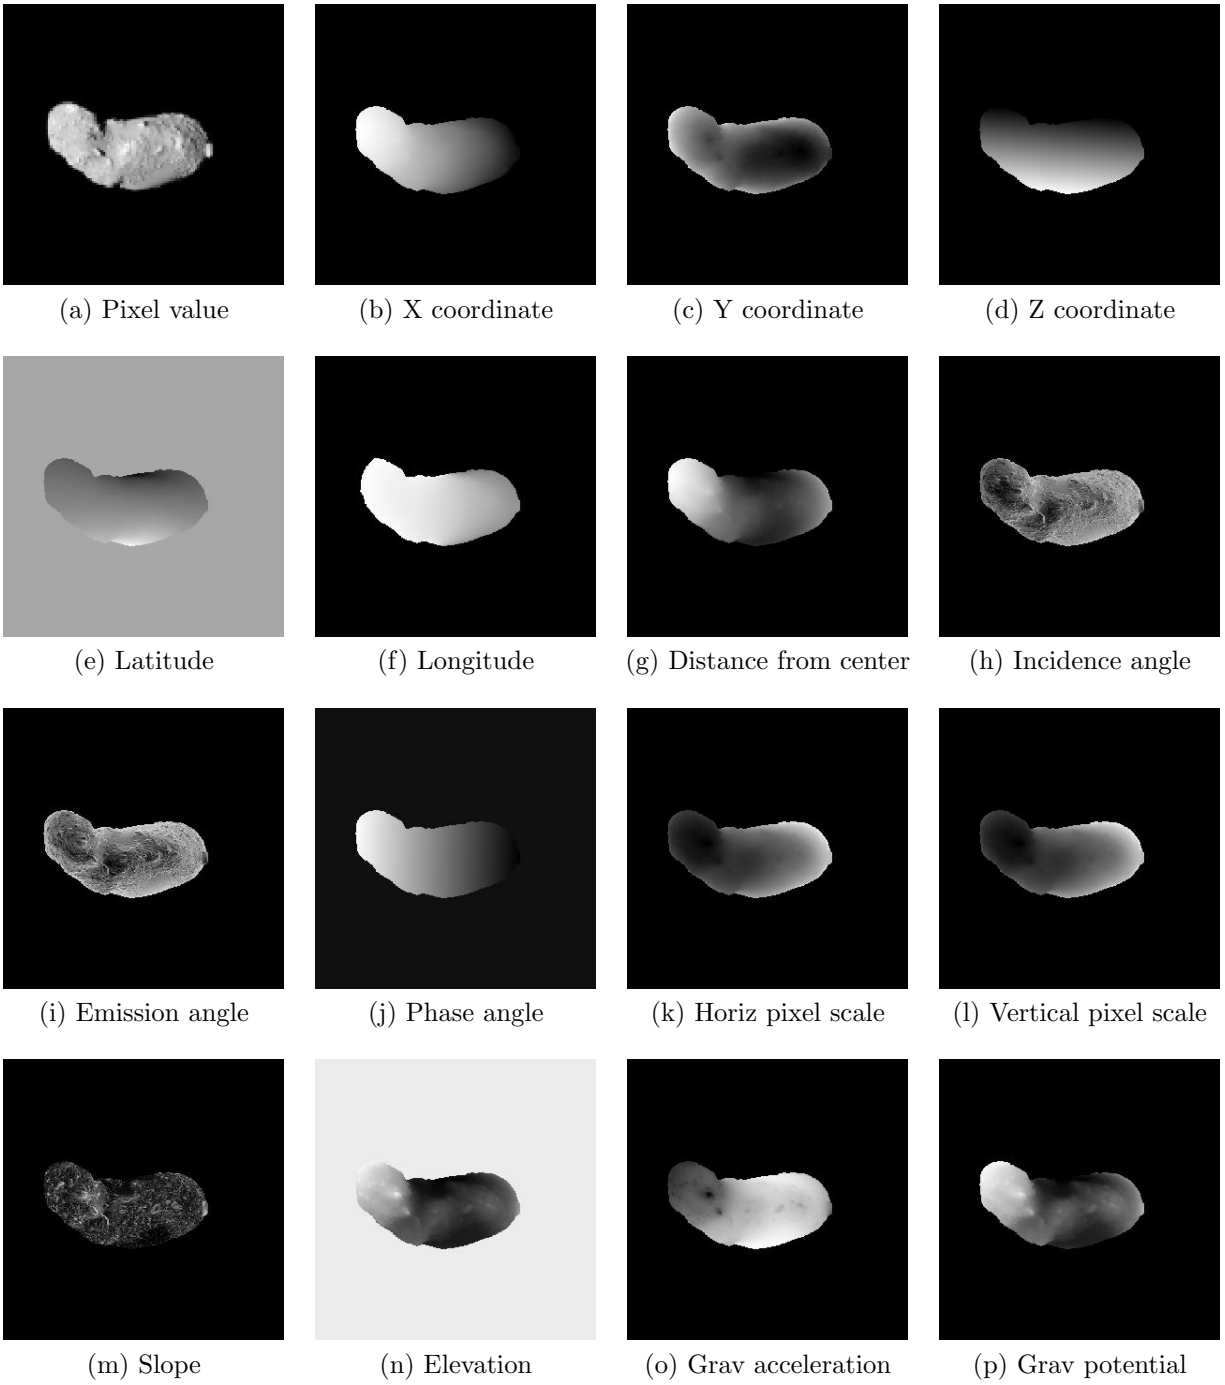 (a) Pixel value
(b) X coordinate
(c) Y coordinate
(d) Z coordinate
(e) Latitude
(f) Longitude
(g) Distance from center
(h) Incidence angle
(i) Emission angle
(j) Phase angle
(k) Horiz pixel scale
(l) Vertical pixel scale
(m) Slope
(n) Elevation
(o) Grav acceleration
(p) Grav potential